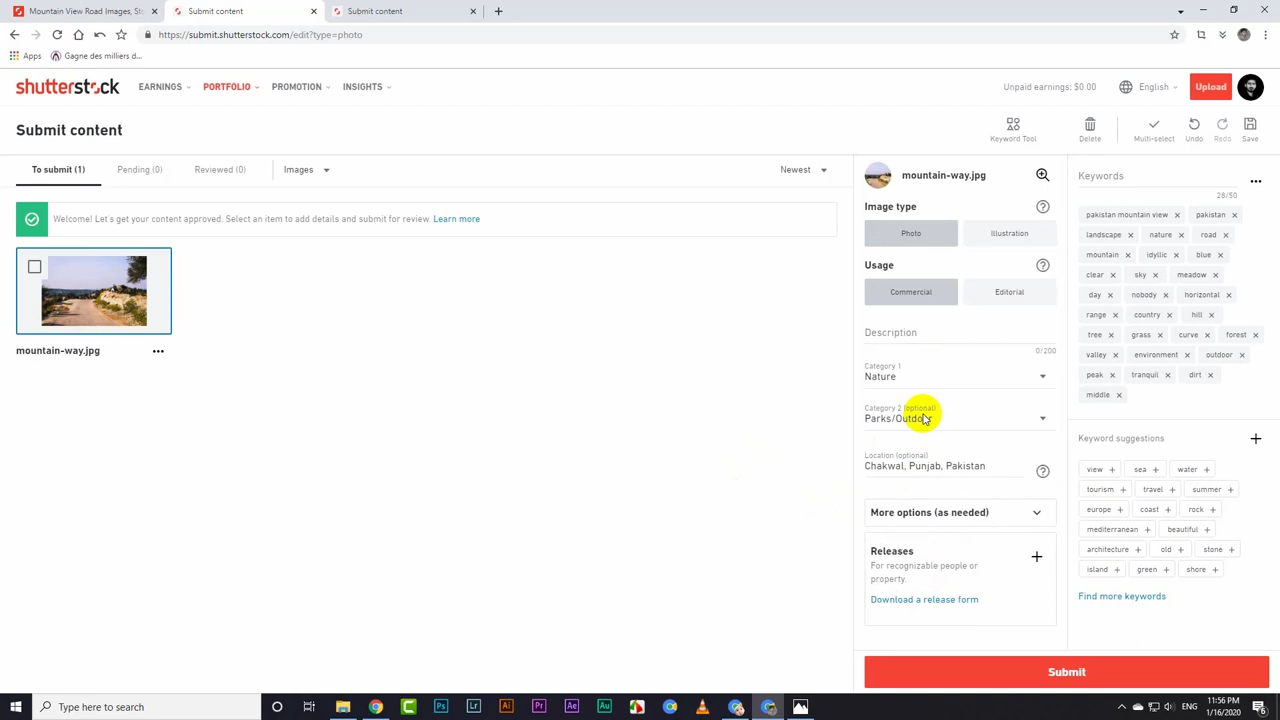 Mountain View Road Images, St
Submit content
Submit content
https://submit.shutterstock.com/edit?type=photo
Apps
Gagne des milliers d...
shutterstock
EARNINGS
PORTFOLIO
PROMOTION
INSIGHTS
Unpaid earnings: $0.00
English
Upload
Submit content
Keyword Tool
Delete
Multi-select
Undo
Redo
Save
To submit (1)
Pending (0)
Reviewed (0)
Images
Newest
Welcome! Let's get your content approved. Select an item to add details and submit for review. Learn more
mountain-way.jpg
mountain-way.jpg
Image type
Photo
Illustration
Usage
Commercial
Editorial
Description
0/200
Category 1
Nature
Category 2 (optional)
Parks/Outdoor
Location (optional)
Chakwal, Punjab, Pakistan
More options (as needed)
Releases
For recognizable people or
property.
Download a release form
Keywords
28/50
pakistan mountain view × pakistan ×
landscape × nature × road ×
mountain × idyllic × blue ×
clear × sky × meadow ×
day × nobody × horizontal ×
range × country × hill ×
tree × grass × curve × forest ×
valley × environment × outdoor ×
peak × tranquil × dirt ×
middle ×
Keyword suggestions
view + sea + water +
tourism + travel + summer +
europe + coast + rock +
mediterranean + beautiful +
architecture + old + stone +
island + green + shore +
Find more keywords
Submit
Type here to search
Ps
Lr
Ai
Pr
Ae
Au
ENG
11:56 PM
1/16/2020